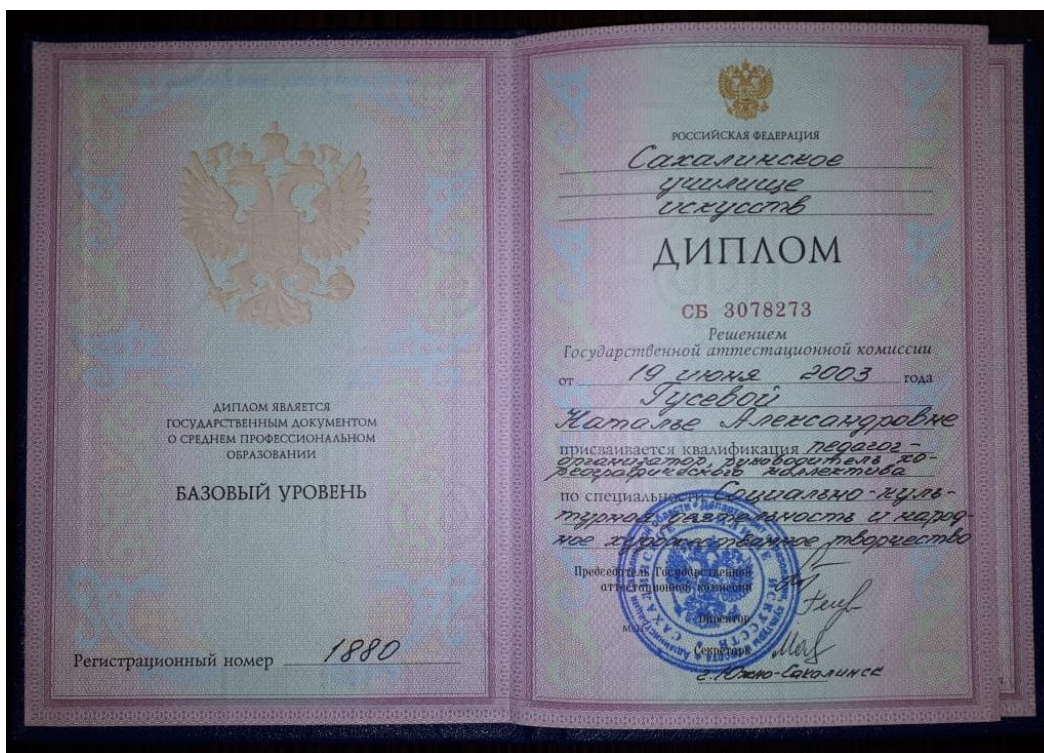 ДИПЛОМ ЯВЛЯЕТСЯ
ГОСУДАРСТВЕННЫМ ДОКУМЕНТОМ
О СРЕДНЕМ ПРОФЕССИОНАЛЬНОМ
ОБРАЗОВАНИИ
БАЗОВЫЙ УРОВЕНЬ
Регистрационный номер 1880
РОССИЙСКАЯ ФЕДЕРАЦИЯ
Сахалинское
училище
искусств
ДИПЛОМ
СБ 3078273
Решением
Государственной аттестационной комиссии
от 19 июня 2003 года
Гусевой
Наталье Александровне
присваивается квалификация педагог-
организатор, руководитель хо-
реографического коллектива
по специальности Социально-куль-
турная деятельность и народ-
ное художественное творчество
Председатель Государственной
аттестационной комиссии
Директор
Секретарь
г. Южно-Сахалинск